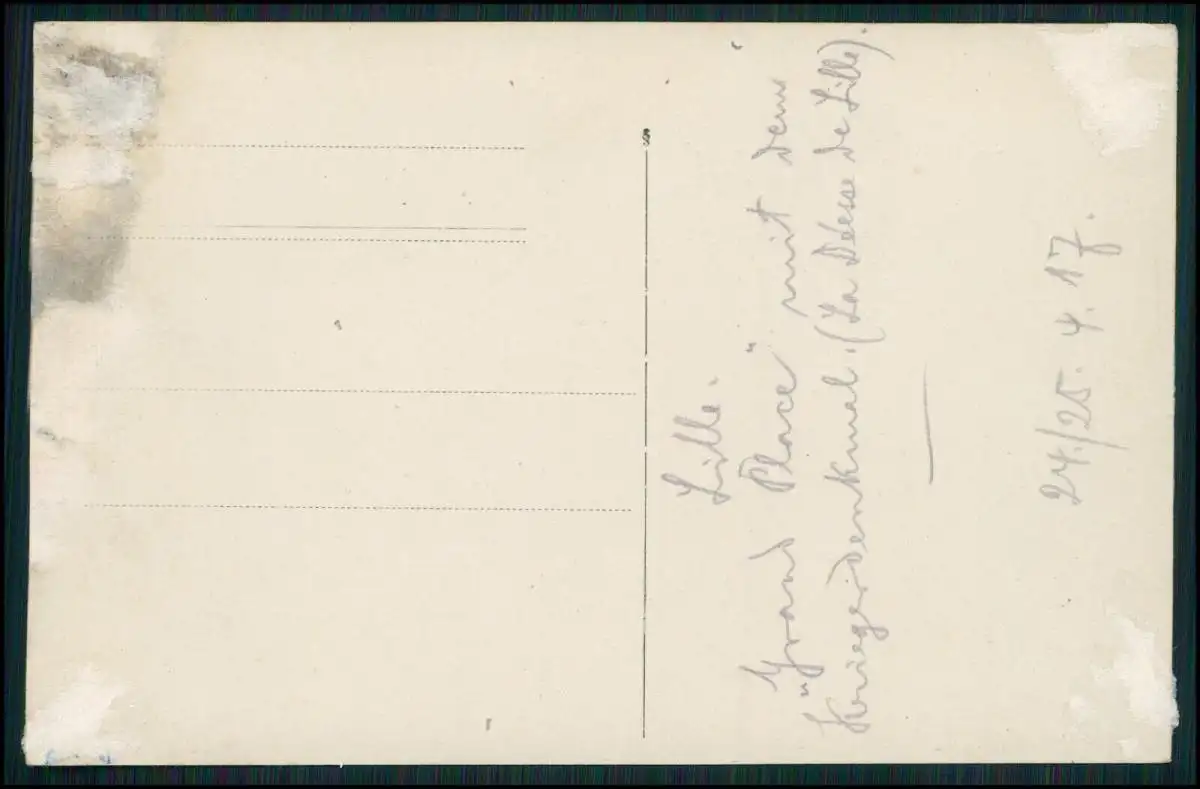 Lille.
„Grand Place" mit dem
Kriegerdenkmal. (La Déesse de Lille).
24./25. 4. 17.